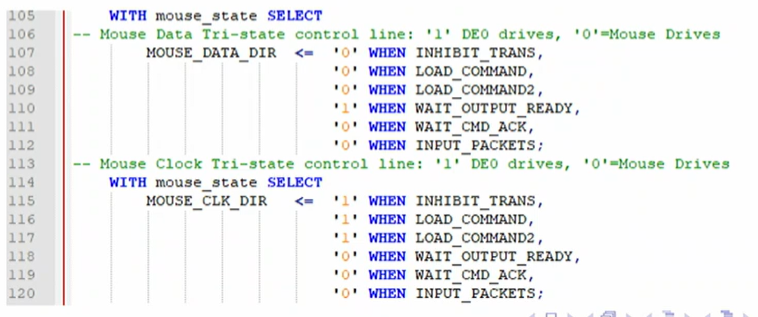 105 WITH mouse_state SELECT
106 -- Mouse Data Tri-state control line: '1' DE0 drives, '0'=Mouse Drives
107 MOUSE_DATA_DIR <= '0' WHEN INHIBIT_TRANS,
108 '0' WHEN LOAD_COMMAND,
109 '0' WHEN LOAD_COMMAND2,
110 '1' WHEN WAIT_OUTPUT_READY,
111 '0' WHEN WAIT_CMD_ACK,
112 '0' WHEN INPUT_PACKETS;
113 -- Mouse Clock Tri-state control line: '1' DE0 drives, '0'=Mouse Drives
114 WITH mouse_state SELECT
115 MOUSE_CLK_DIR <= '1' WHEN INHIBIT_TRANS,
116 '1' WHEN LOAD_COMMAND,
117 '1' WHEN LOAD_COMMAND2,
118 '0' WHEN WAIT_OUTPUT_READY,
119 '0' WHEN WAIT_CMD_ACK,
120 '0' WHEN INPUT_PACKETS;